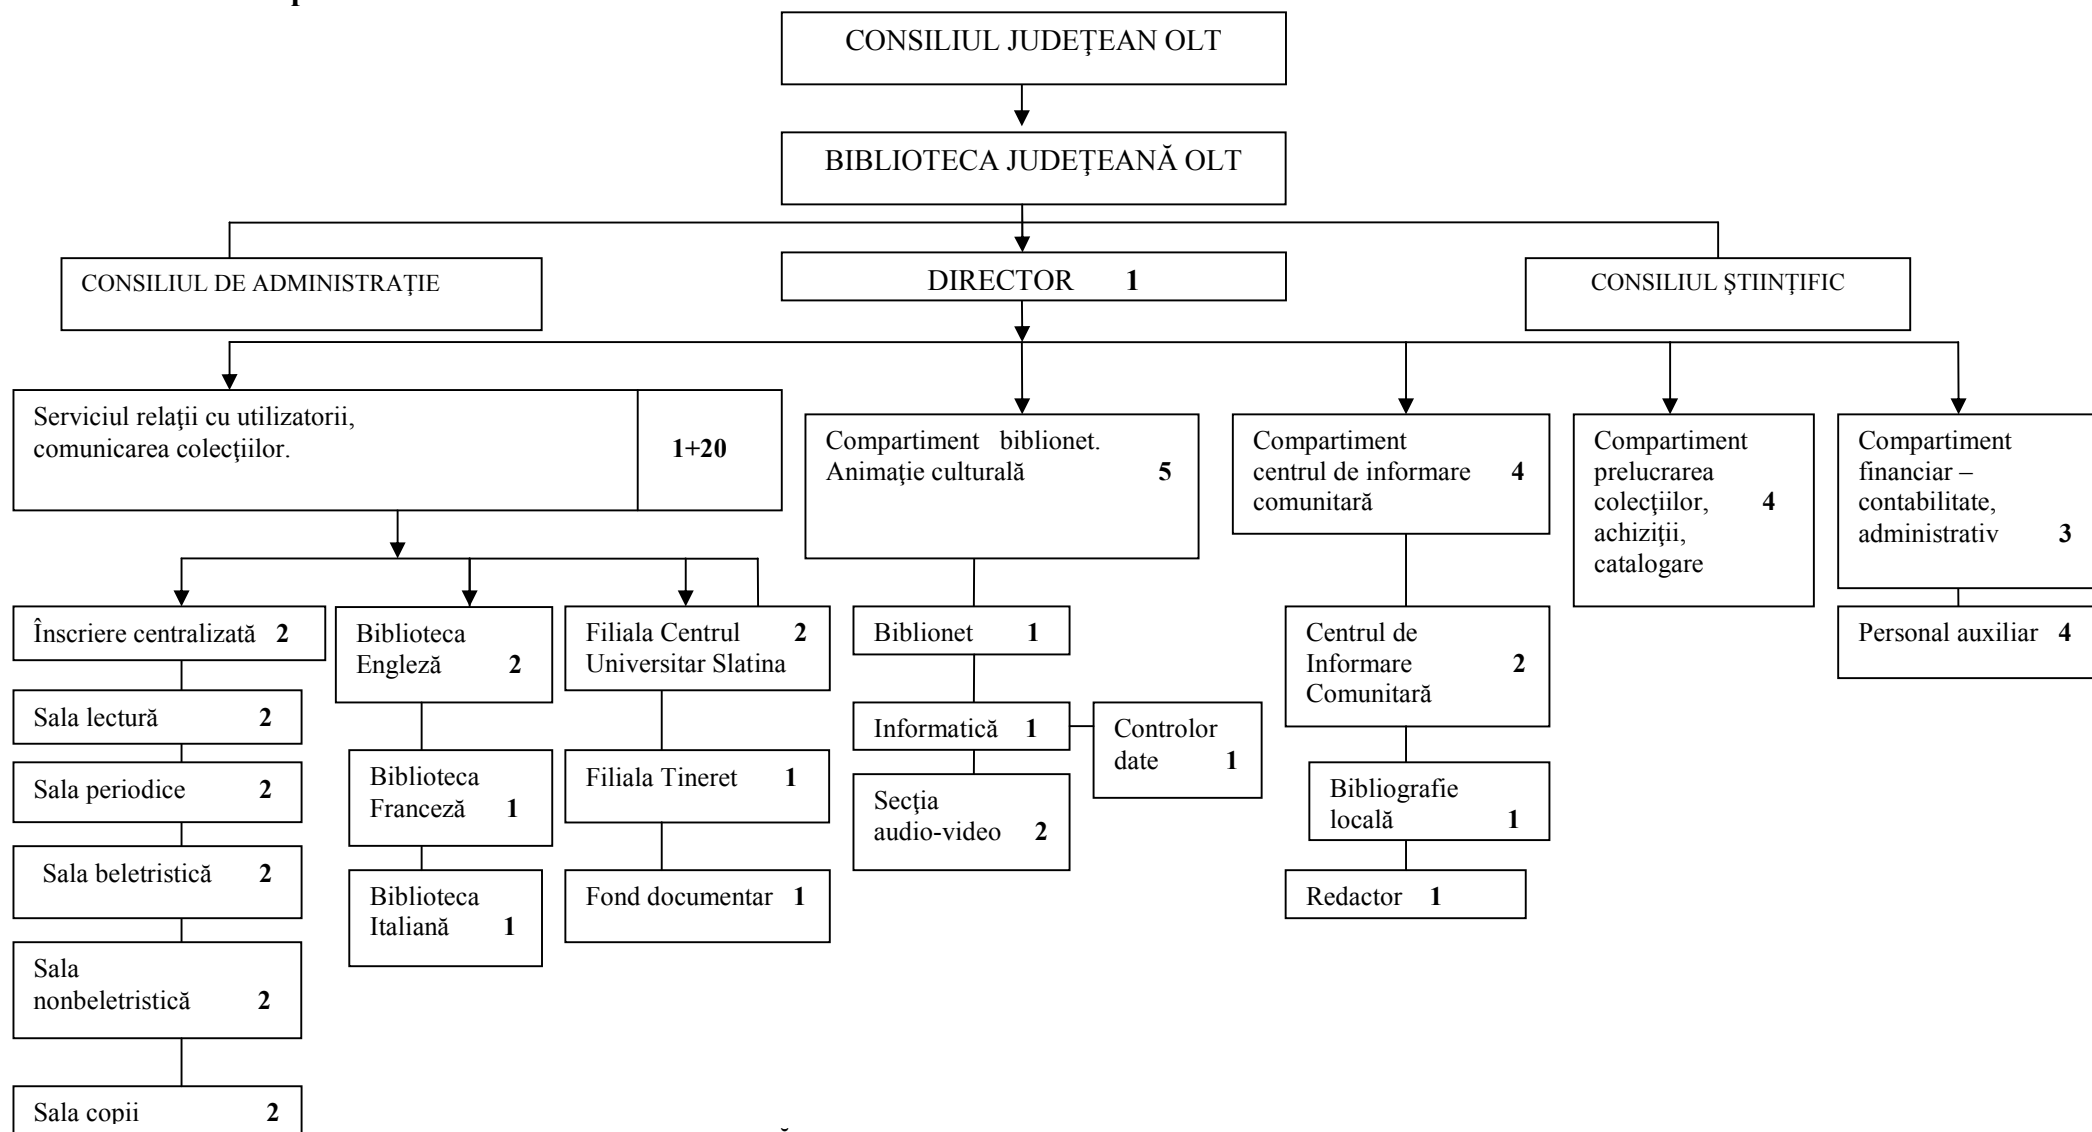 CONSILIUL JUDEŢEAN OLT
BIBLIOTECA JUDEŢEANĂ OLT
CONSILIUL DE ADMINISTRAŢIE
DIRECTOR 1
CONSILIUL ŞTIINŢIFIC
Serviciul relaţii cu utilizatorii,
comunicarea colecţiilor.
1+20
Compartiment biblionet.
Animaţie culturală 5
Compartiment
centrul de informare 4
comunitară
Compartiment
prelucrarea
colecţiilor, 4
achiziţii,
catalogare
Compartiment
financiar –
contabilitate,
administrativ 3
Înscriere centralizată 2
Sala lectură 2
Sala periodice 2
Sala beletristică 2
Sala
nonbeletristică 2
Sala copii 2
Biblioteca
Engleză 2
Biblioteca
Franceză 1
Biblioteca
Italiană 1
Filiala Centrul 2
Universitar Slatina
Filiala Tineret 1
Fond documentar 1
Biblionet 1
Informatică 1
Controlor
date 1
Secţia
audio-video 2
Centrul de
Informare 2
Comunitară
Bibliografie
locală 1
Redactor 1
Personal auxiliar 4